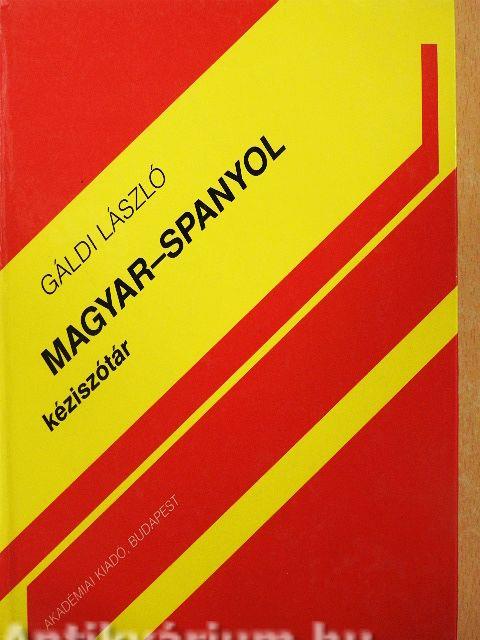 GÁLDI LÁSZLÓ
MAGYAR–SPANYOL
kéziszótár
AKADÉMIAI KIADÓ, BUDAPEST
Antikvárium.hu